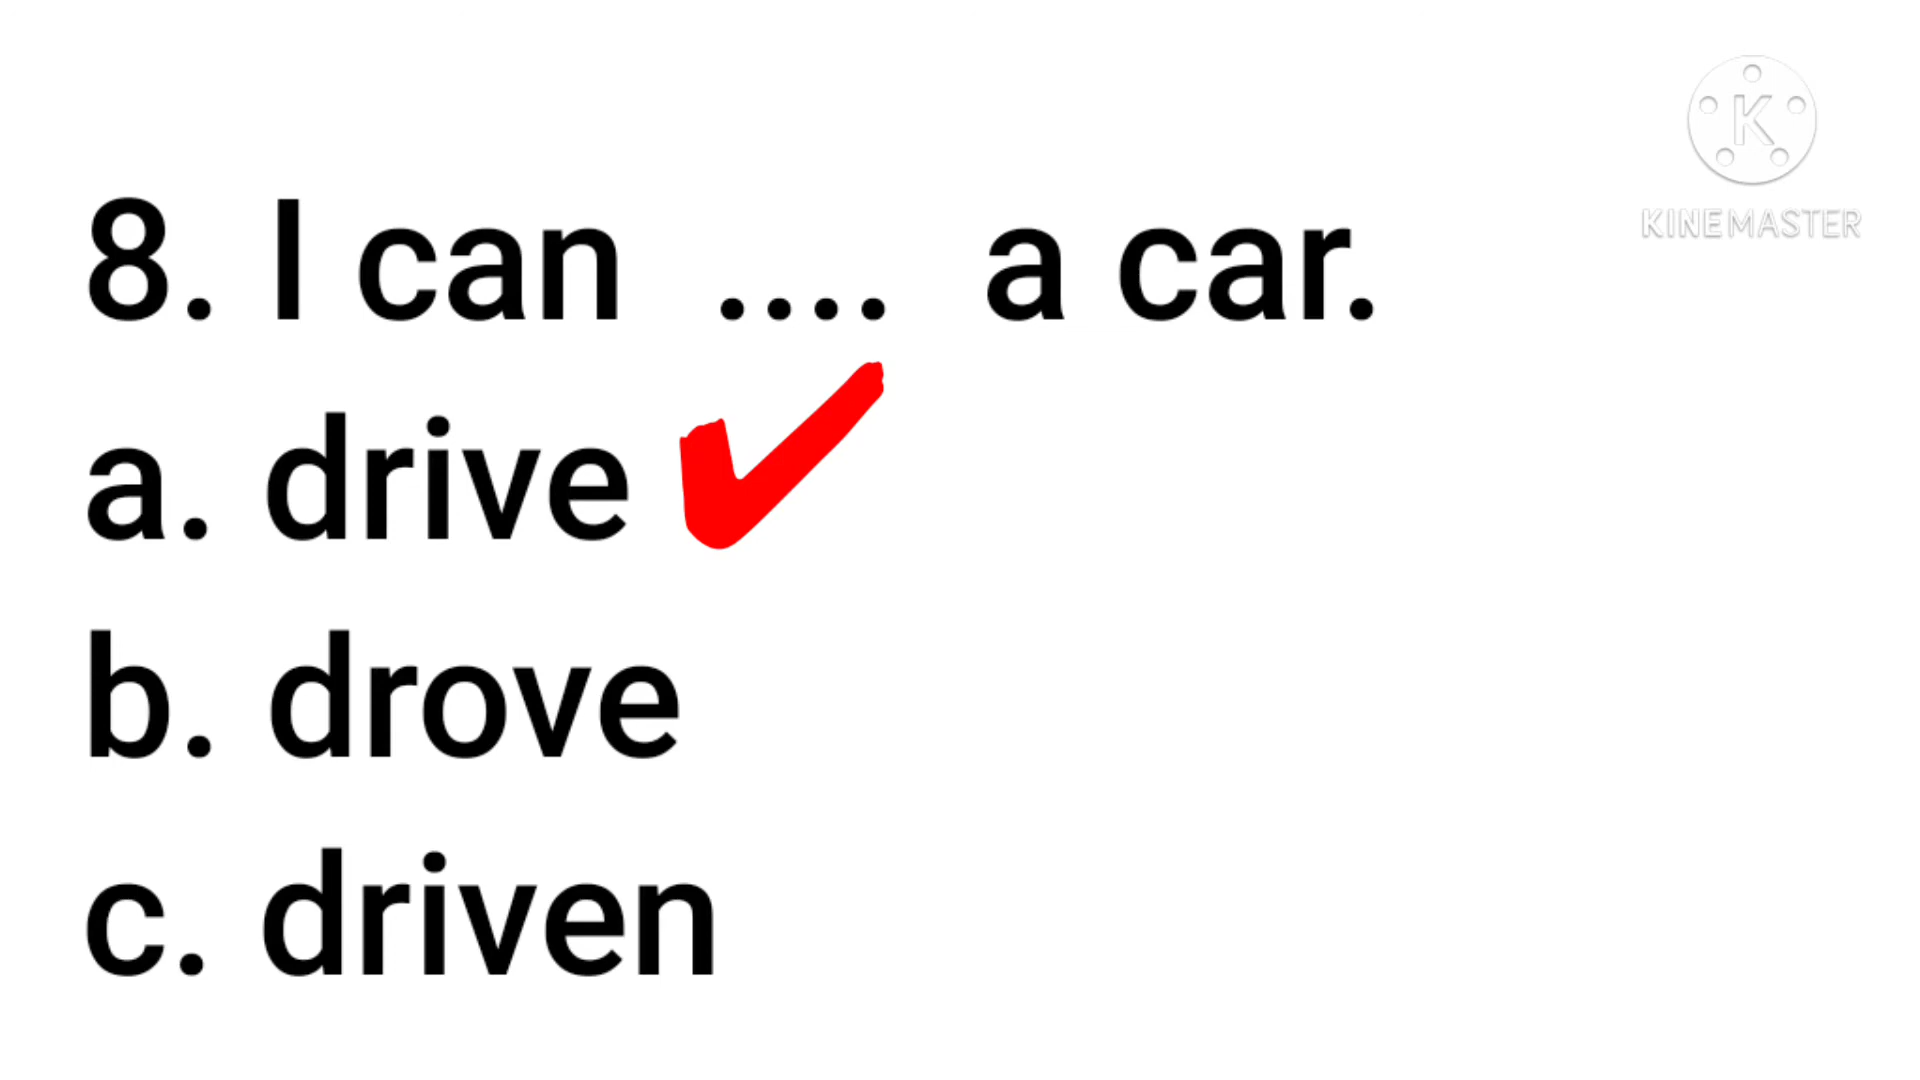 KINEMASTER
8. I can .... a car.
a. drive
b. drove
c. driven